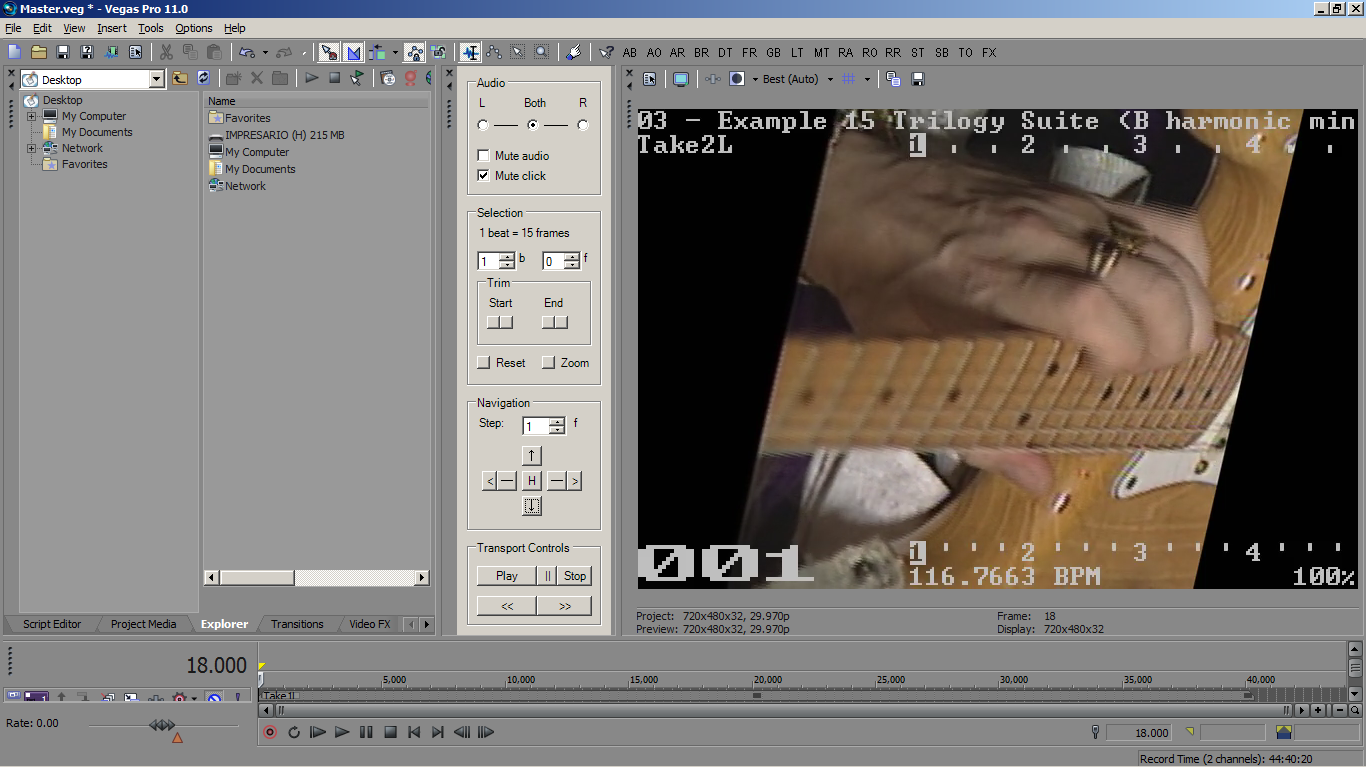 Master.veg * - Vegas Pro 11.0
File Edit View Insert Tools Options Help
AB AO AR BR DI FR GB LT MT RA RO RR ST SB TO FX
Desktop
Best (Auto)
Desktop
My Computer
My Documents
Network
Favorites
Name
Favorites
IMPRESARIO (H) 215 MB
My Computer
My Documents
Network
Script Editor Project Media Explorer Transitions Video FX
Audio
L Both R
Mute audio
Mute click
Selection
1 beat = 15 frames
1 b 0 f
Trim
Start End
Reset Zoom
Navigation
Step: 1 f
↑
< — H — >
↓
Transport Controls
Play || Stop
<< >>
03 - Example 15 Trilogy Suite (B harmonic min
Take2L 1 . . 2 . . 3 . . 4 . . .
001 1 ' ' ' 2 ' ' ' 3 ' ' ' 4 ' ' '
116.7663 BPM 100%
Project: 720x480x32, 29.970p Frame: 18
Preview: 720x480x32, 29.970p Display: 720x480x32
18.000
5,000 10,000 15,000 20,000 25,000 30,000 35,000 40,000
Take1
Rate: 0.00
18.000
Record Time (2 channels): 44:40:20